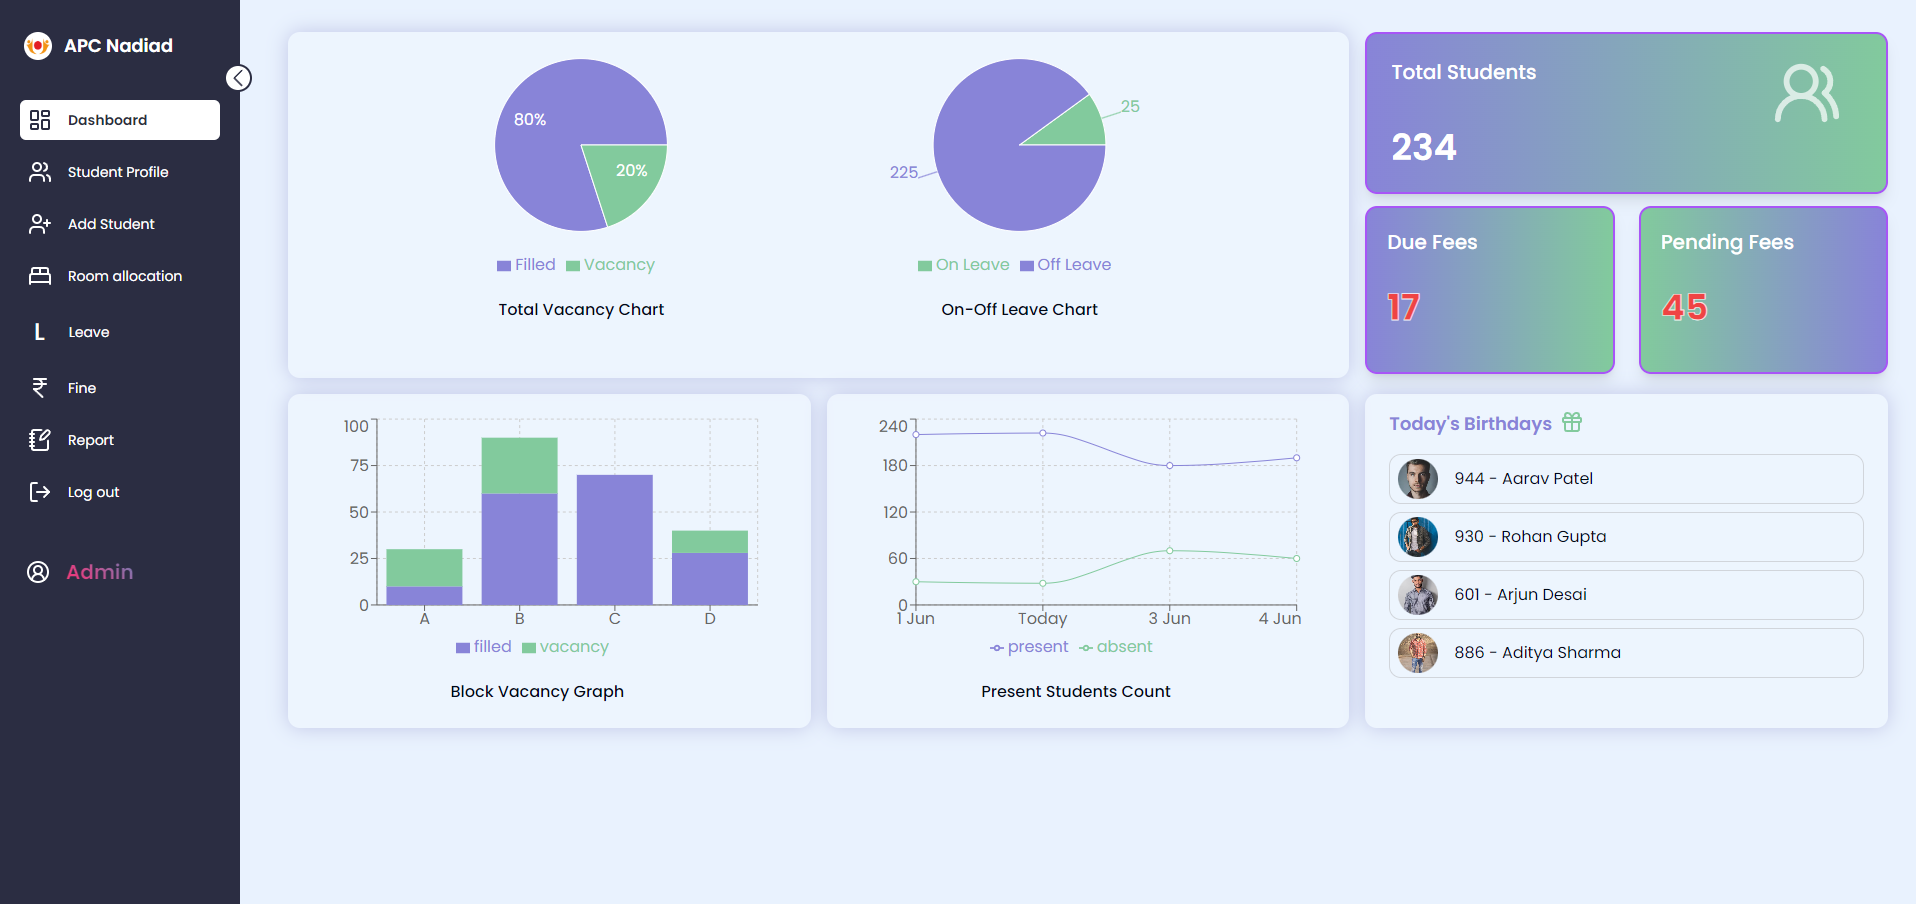 APC Nadiad
Dashboard
Student Profile
Add Student
Room allocation
L Leave
Fine
Report
Log out
Admin
80%
20%
Filled Vacancy
Total Vacancy Chart
25
225
On Leave Off Leave
On-Off Leave Chart
Total Students
234
Due Fees
17
Pending Fees
45
100
75
50
25
0
A B C D
filled vacancy
Block Vacancy Graph
240
180
120
60
0
1 Jun Today 3 Jun 4 Jun
present absent
Present Students Count
Today's Birthdays
944 - Aarav Patel
930 - Rohan Gupta
601 - Arjun Desai
886 - Aditya Sharma